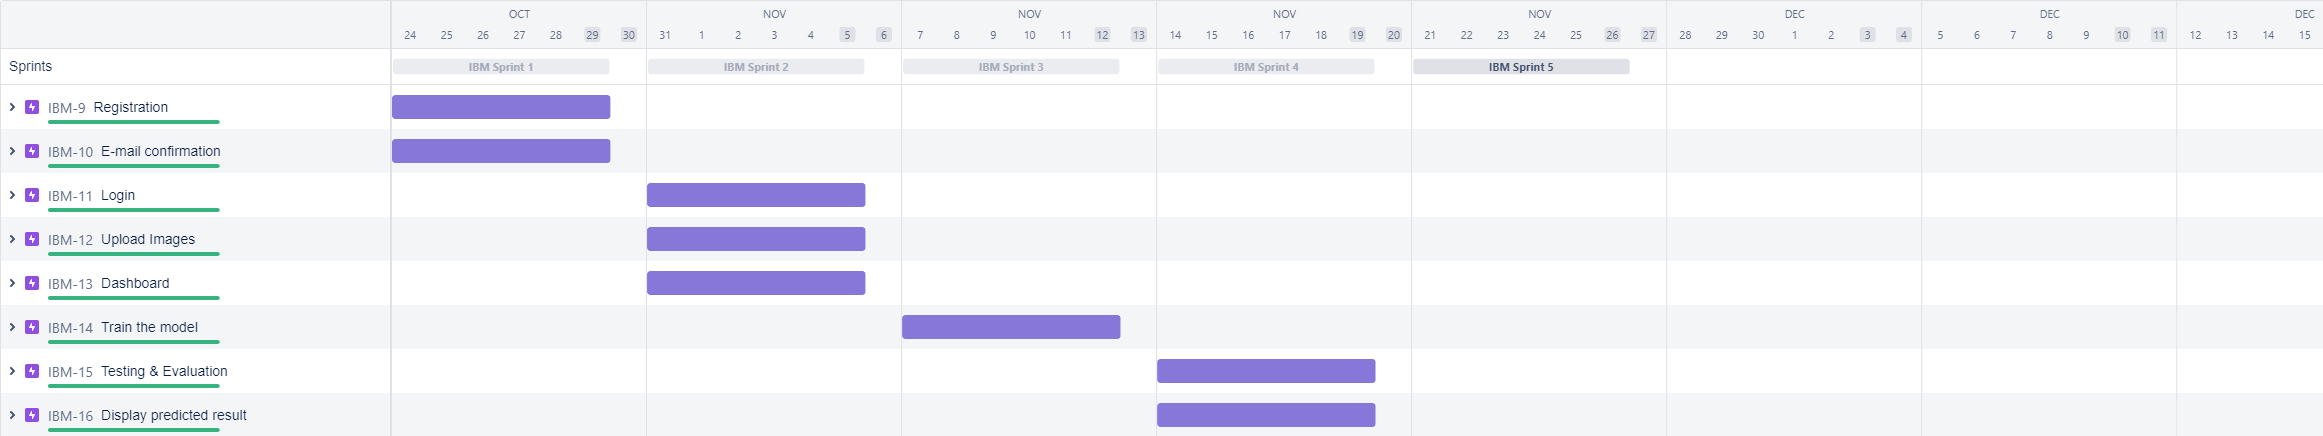 OCT NOV NOV NOV NOV DEC DEC DEC
24 25 26 27 28 29 30 31 1 2 3 4 5 6 7 8 9 10 11 12 13 14 15 16 17 18 19 20 21 22 23 24 25 26 27 28 29 30 1 2 3 4 5 6 7 8 9 10 11 12 13 14 15
Sprints IBM Sprint 1 IBM Sprint 2 IBM Sprint 3 IBM Sprint 4 IBM Sprint 5
IBM-9 Registration
IBM-10 E-mail confirmation
IBM-11 Login
IBM-12 Upload Images
IBM-13 Dashboard
IBM-14 Train the model
IBM-15 Testing & Evaluation
IBM-16 Display predicted result